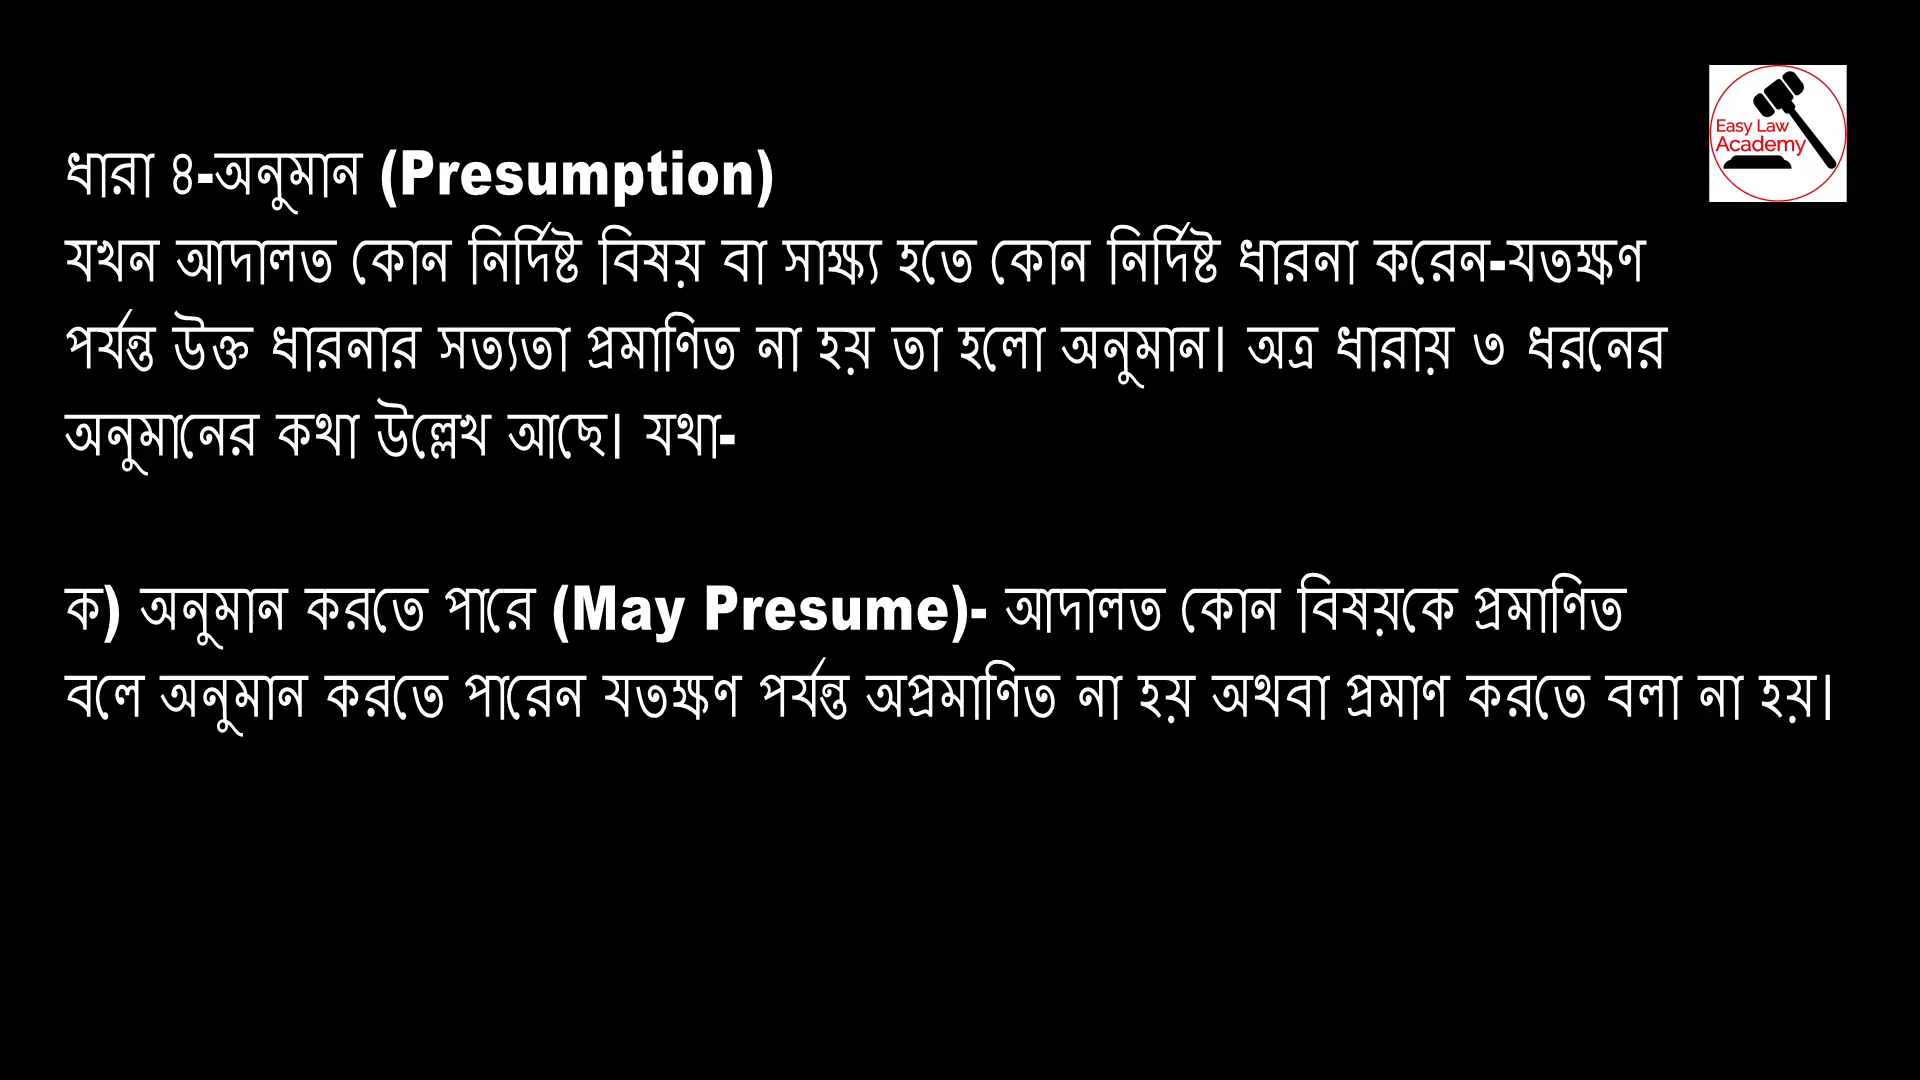 Easy Law
Academy
ধারা ৪-অনুমান (Presumption)
যখন আদালত কোন নির্দিষ্ট বিষয় বা সাক্ষ্য হতে কোন নির্দিষ্ট ধারনা করেন-যতক্ষণ
পর্যন্ত উক্ত ধারনার সত্যতা প্রমাণিত না হয় তা হলো অনুমান। অত্র ধারায় ৩ ধরনের
অনুমানের কথা উল্লেখ আছে। যথা-
ক) অনুমান করতে পারে (May Presume)- আদালত কোন বিষয়কে প্রমাণিত
বলে অনুমান করতে পারেন যতক্ষণ পর্যন্ত অপ্রমাণিত না হয় অথবা প্রমাণ করতে বলা না হয়।